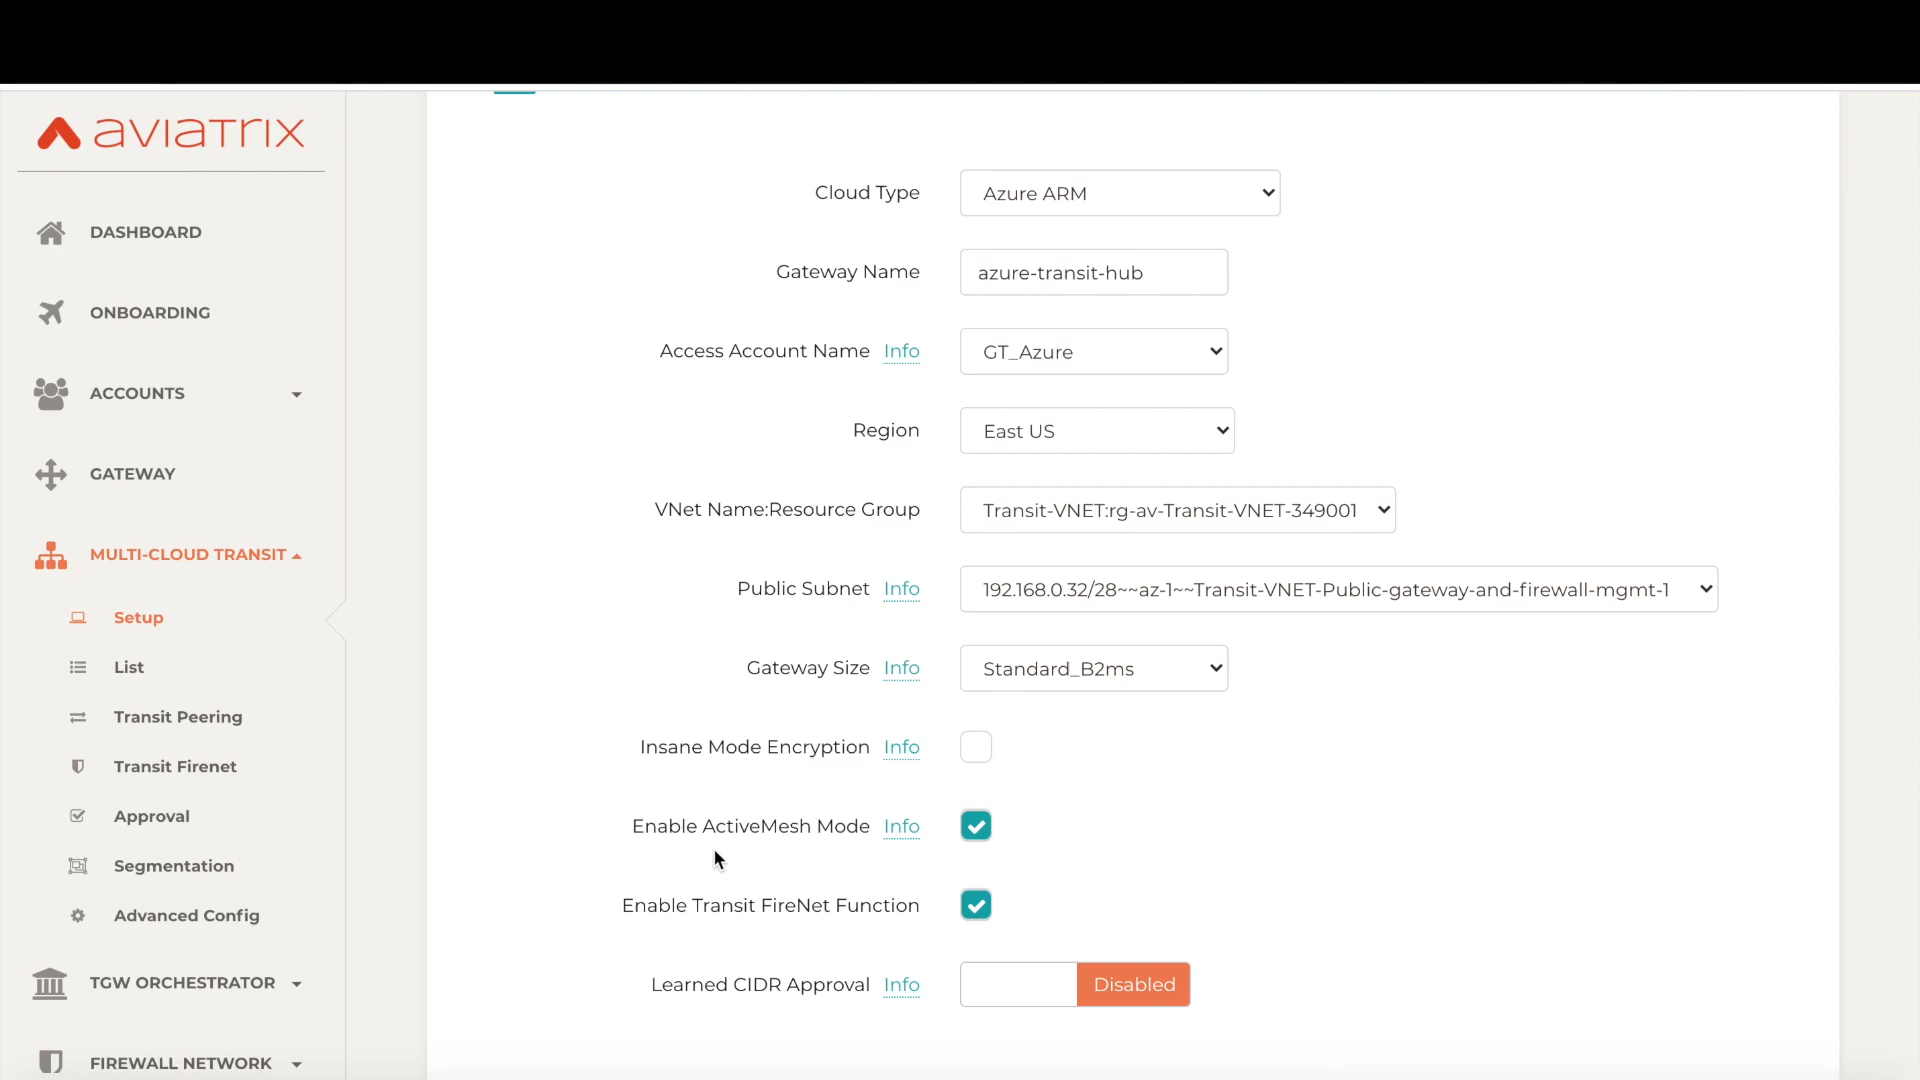 aviatrix
DASHBOARD
ONBOARDING
ACCOUNTS
GATEWAY
MULTI-CLOUD TRANSIT
Setup
List
Transit Peering
Transit Firenet
Approval
Segmentation
Advanced Config
TGW ORCHESTRATOR
FIREWALL NETWORK
Cloud Type Azure ARM
Gateway Name azure-transit-hub
Access Account Name Info GT_Azure
Region East US
VNet Name:Resource Group Transit-VNET:rg-av-Transit-VNET-349001
Public Subnet Info 192.168.0.32/28~~az-1~~Transit-VNET-Public-gateway-and-firewall-mgmt-1
Gateway Size Info Standard_B2ms
Insane Mode Encryption Info
Enable ActiveMesh Mode Info
Enable Transit FireNet Function
Learned CIDR Approval Info Disabled